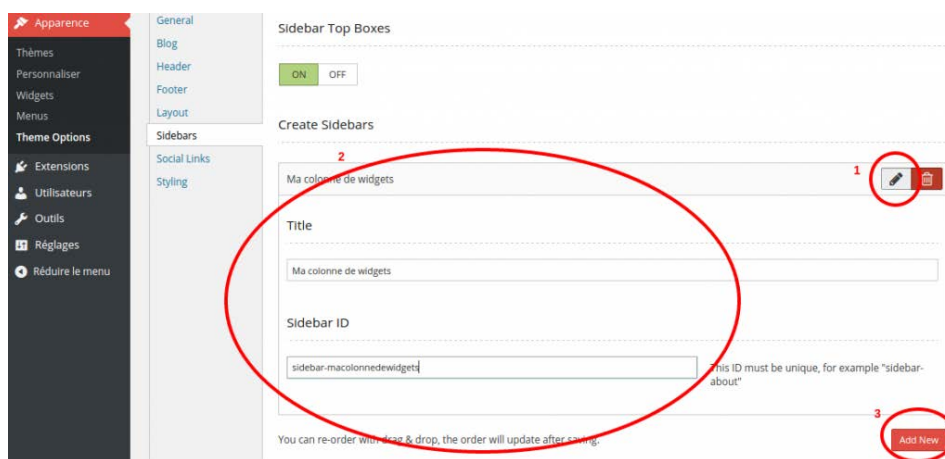 Apparence
Thèmes
Personnaliser
Widgets
Menus
Theme Options
Extensions
Utilisateurs
Outils
Réglages
Réduire le menu
General
Blog
Header
Footer
Layout
Sidebars
Social Links
Styling
Sidebar Top Boxes
ON OFF
Create Sidebars
2
1
Ma colonne de widgets
Title
Ma colonne de widgets
Sidebar ID
sidebar-macolonnedewidgets
This ID must be unique, for example "sidebar-
about"
3
You can re-order with drag & drop, the order will update after saving.
Add New